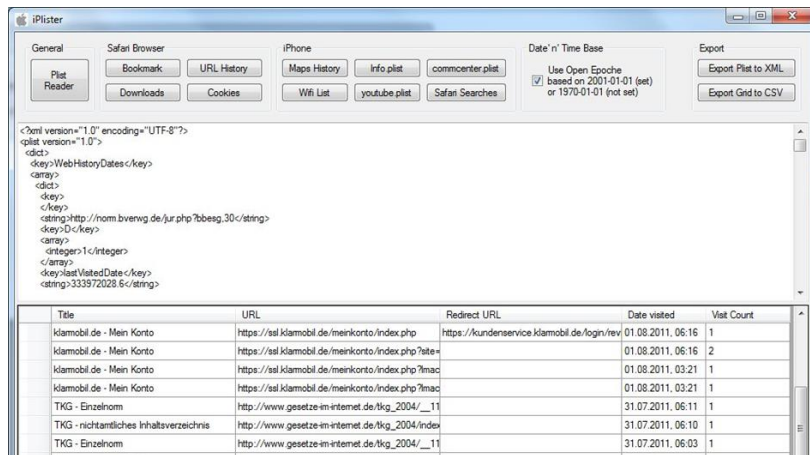 iPlister
General
Safari Browser
iPhone
Date' n' Time Base
Export
Plist Reader
Bookmark
URL History
Maps History
Info.plist
commcenter.plist
Use Open Epoche
based on 2001-01-01 (set)
or 1970-01-01 (not set)
Export Plist to XML
Downloads
Cookies
Wifi List
youtube.plist
Safari Searches
Export Grid to CSV
<?xml version="1.0" encoding="UTF-8"?>
<plist version="1.0">
<dict>
<key>WebHistoryDates</key>
<array>
<dict>
<key>
</key>
<string>http://norm.bverwg.de/jur.php?bbesg,30</string>
<key>D</key>
<array>
<integer>1</integer>
</array>
<key>lastVisitedDate</key>
<string>333972028.6</string>
Title URL Redirect URL Date visited Visit Count
klarmobil.de - Mein Konto https://ssl.klarmobil.de/meinkonto/index.php https://kundenservice.klarmobil.de/login/rev 01.08.2011, 06:16 1
klarmobil.de - Mein Konto https://ssl.klarmobil.de/meinkonto/index.php?site= 01.08.2011, 06:16 2
klarmobil.de - Mein Konto https://ssl.klarmobil.de/meinkonto/index.php?lmac 01.08.2011, 03:21 1
klarmobil.de - Mein Konto https://ssl.klarmobil.de/meinkonto/index.php?lmac 01.08.2011, 03:21 1
TKG - Einzelnorm http://www.gesetze-im-internet.de/tkg_2004/__11 31.07.2011, 06:11 1
TKG - nichtamtliches Inhaltsverzeichnis http://www.gesetze-im-internet.de/tkg_2004/index 31.07.2011, 06:10 1
TKG - Einzelnorm http://www.gesetze-im-internet.de/tkg_2004/__11 31.07.2011, 06:03 1